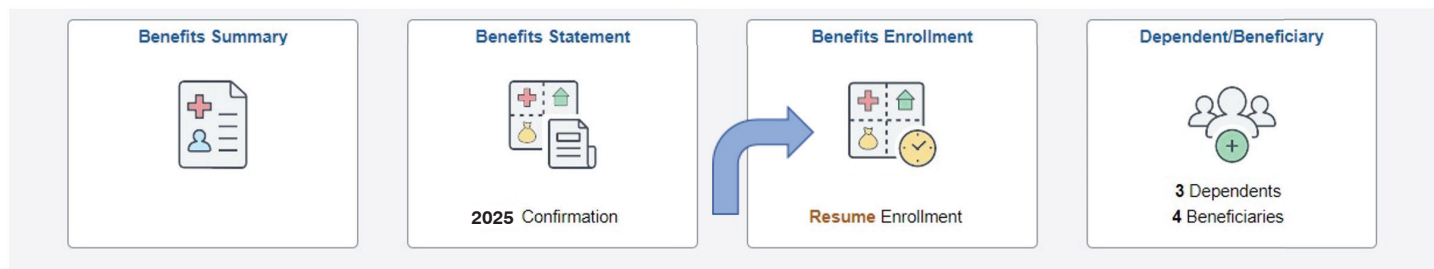 Benefits Summary
Benefits Statement
2025 Confirmation
Benefits Enrollment
Resume Enrollment
Dependent/Beneficiary
3 Dependents
4 Beneficiaries